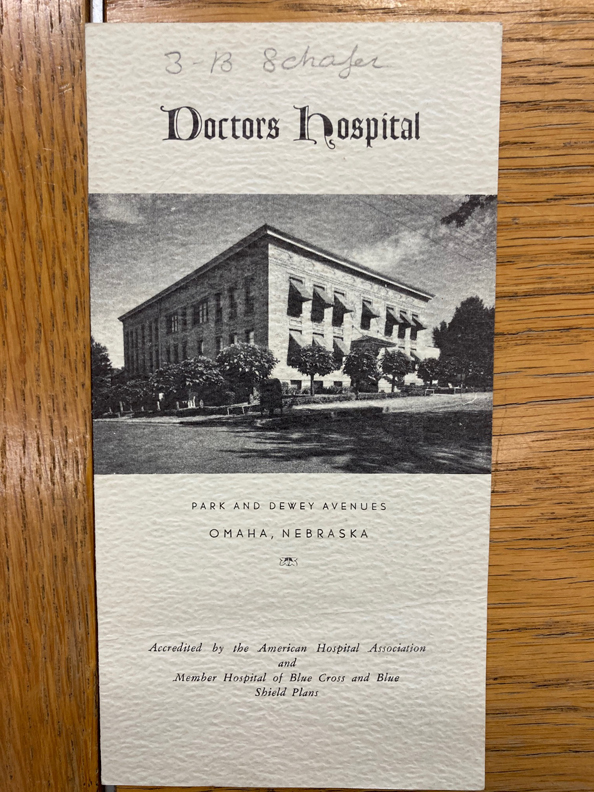 3-B Schafer
Doctors Hospital
PARK AND DEWEY AVENUES
OMAHA, NEBRASKA
Accredited by the American Hospital Association
and
Member Hospital of Blue Cross and Blue
Shield Plans